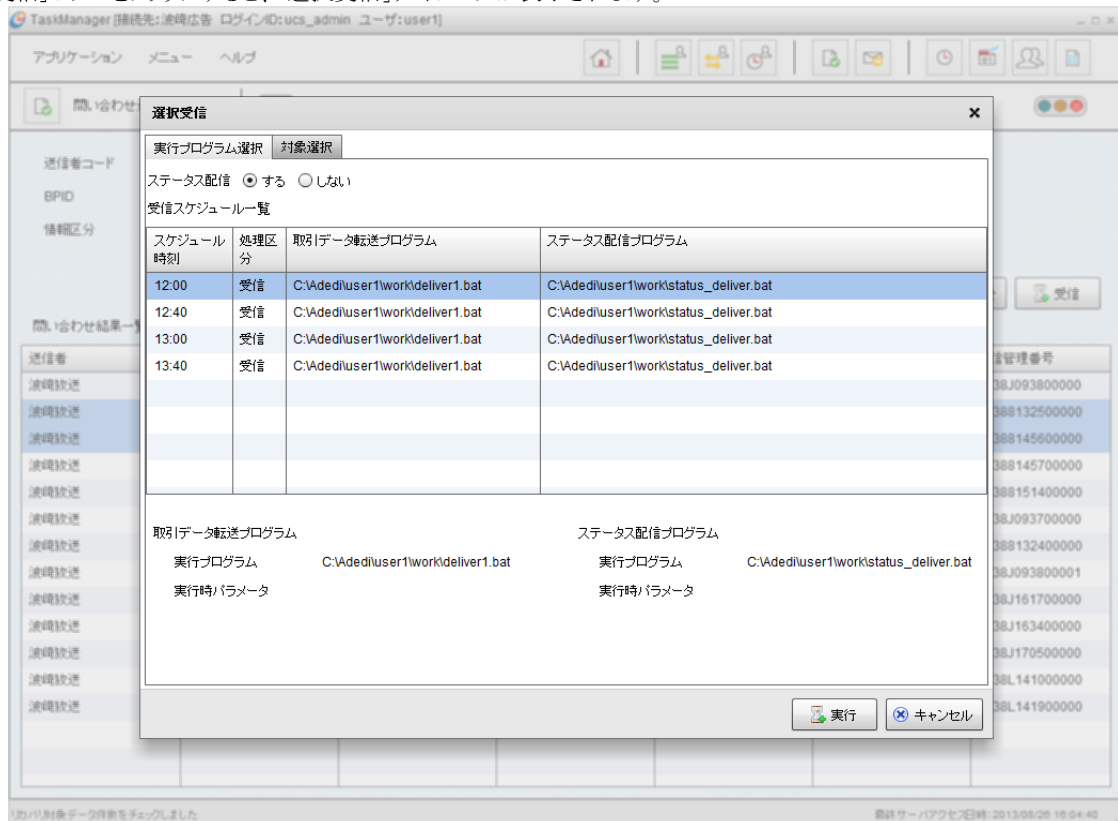 TaskManager [接続先:波崎広告 ログインID:ucs_admin ユーザ:user1]
アプリケーション メニュー ヘルプ
問い合わせ
選択受信
実行プログラム選択 対象選択
送信者コード
ステータス配信 する しない
BPID
受信スケジュール一覧
情報区分
スケジュール時刻 処理区分 取引データ転送プログラム ステータス配信プログラム
12:00 受信 C:\Adedi\user1\work\deliver1.bat C:\Adedi\user1\work\status_deliver.bat
受信
12:40 受信 C:\Adedi\user1\work\deliver1.bat C:\Adedi\user1\work\status_deliver.bat
問い合わせ結果一覧
13:00 受信 C:\Adedi\user1\work\deliver1.bat C:\Adedi\user1\work\status_deliver.bat
送信者 信管理番号
13:40 受信 C:\Adedi\user1\work\deliver1.bat C:\Adedi\user1\work\status_deliver.bat
波崎放送 38J093800000
波崎放送 388132500000
波崎放送 388145600000
波崎放送 388145700000
波崎放送 388151400000
波崎放送 38J093700000
取引データ転送プログラム ステータス配信プログラム
波崎放送 388132400000
実行プログラム C:\Adedi\user1\work\deliver1.bat 実行プログラム C:\Adedi\user1\work\status_deliver.bat
波崎放送 38J093800001
実行時パラメータ 実行時パラメータ
波崎放送 38J161700000
波崎放送 38J163400000
波崎放送 38J170500000
波崎放送 38L141000000
波崎放送 38L141900000
実行 キャンセル
リカバリ対象データ件数をチェックしました 最終サーバアクセス日時:2013/08/26 16:04:40